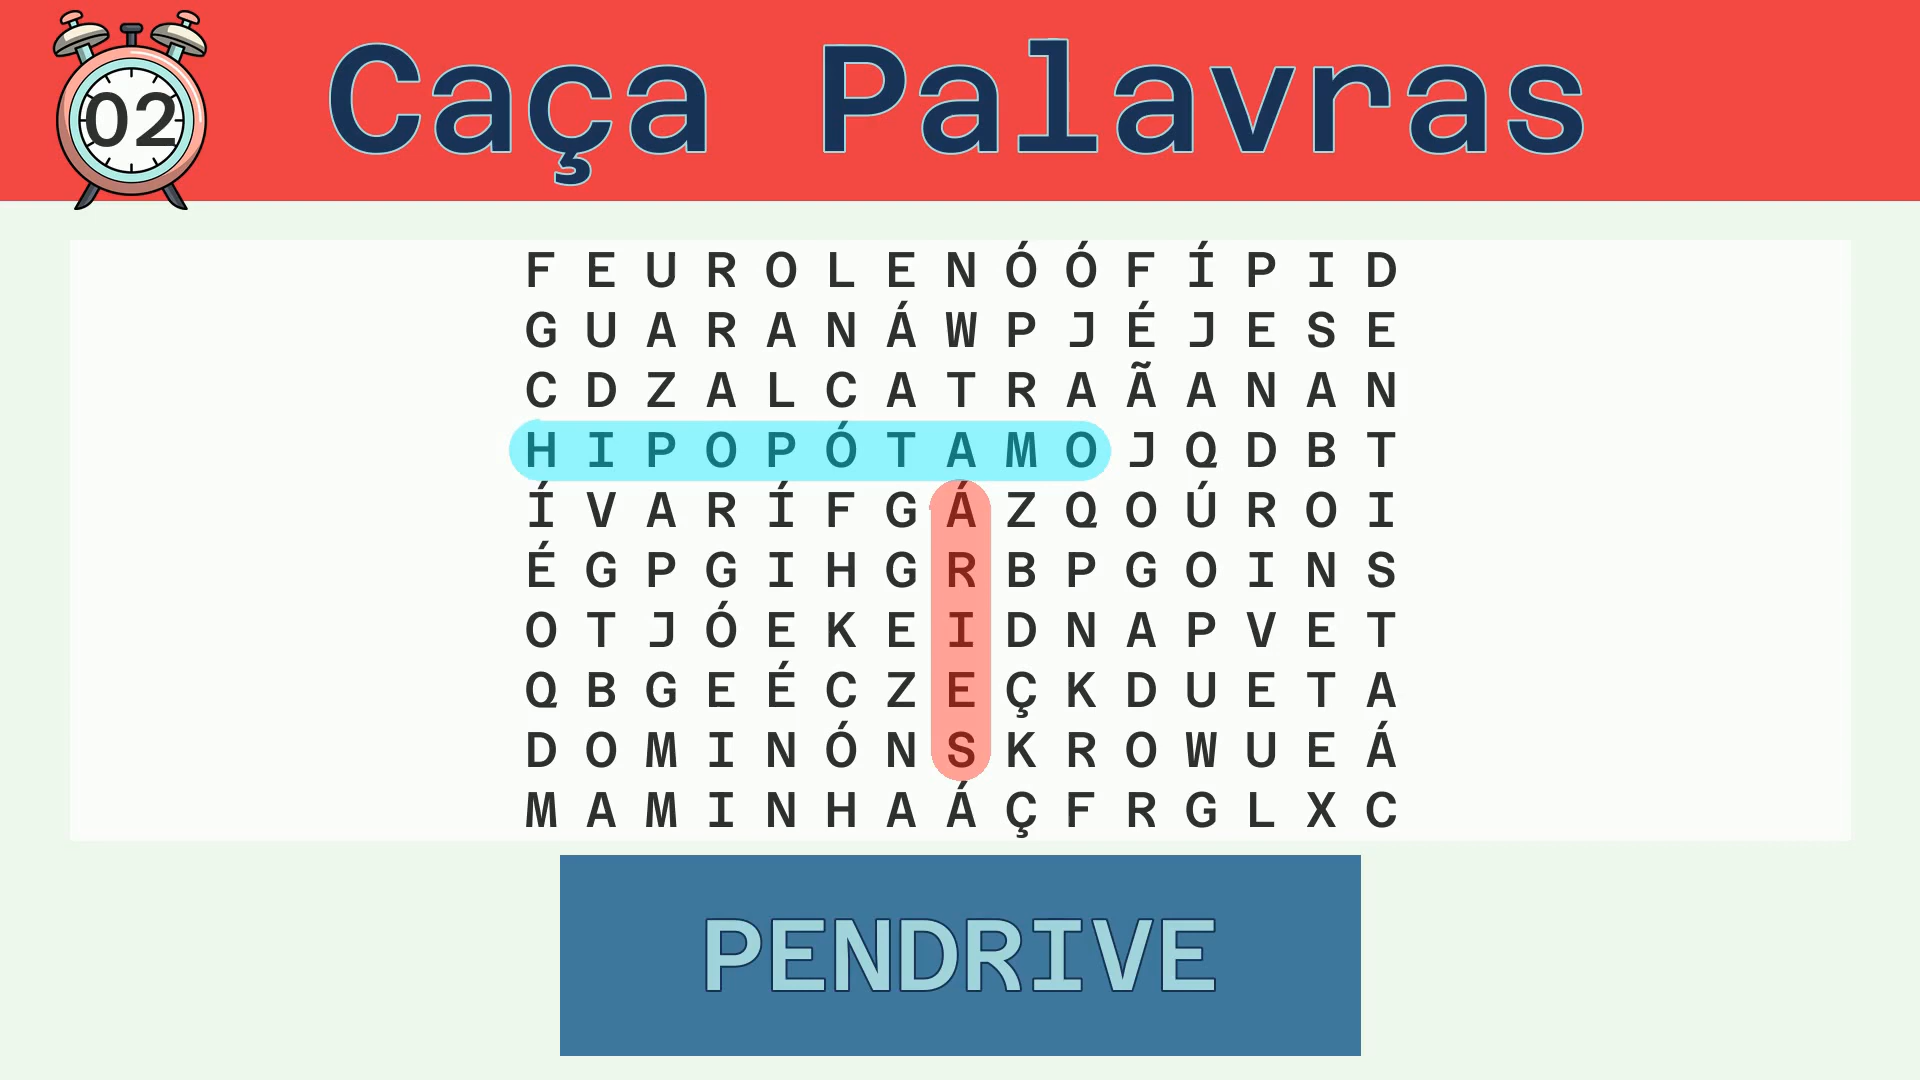 02
Caça Palavras
F E U R O L E N Ó Ó F Í P I D
G U A R A N Á W P J É J E S E
C D Z A L C A T R A Ã A N A N
H I P O P Ó T A M O J Q D B T
Í V A R Í F G Á Z Q O Ú R O I
É G P G I H G R B P G O I N S
O T J Ó E K E I D N A P V E T
Q B G E É C Z E Ç K D U E T A
D O M I N Ó N S K R O W U E Á
M A M I N H A Á Ç F R G L X C
PENDRIVE